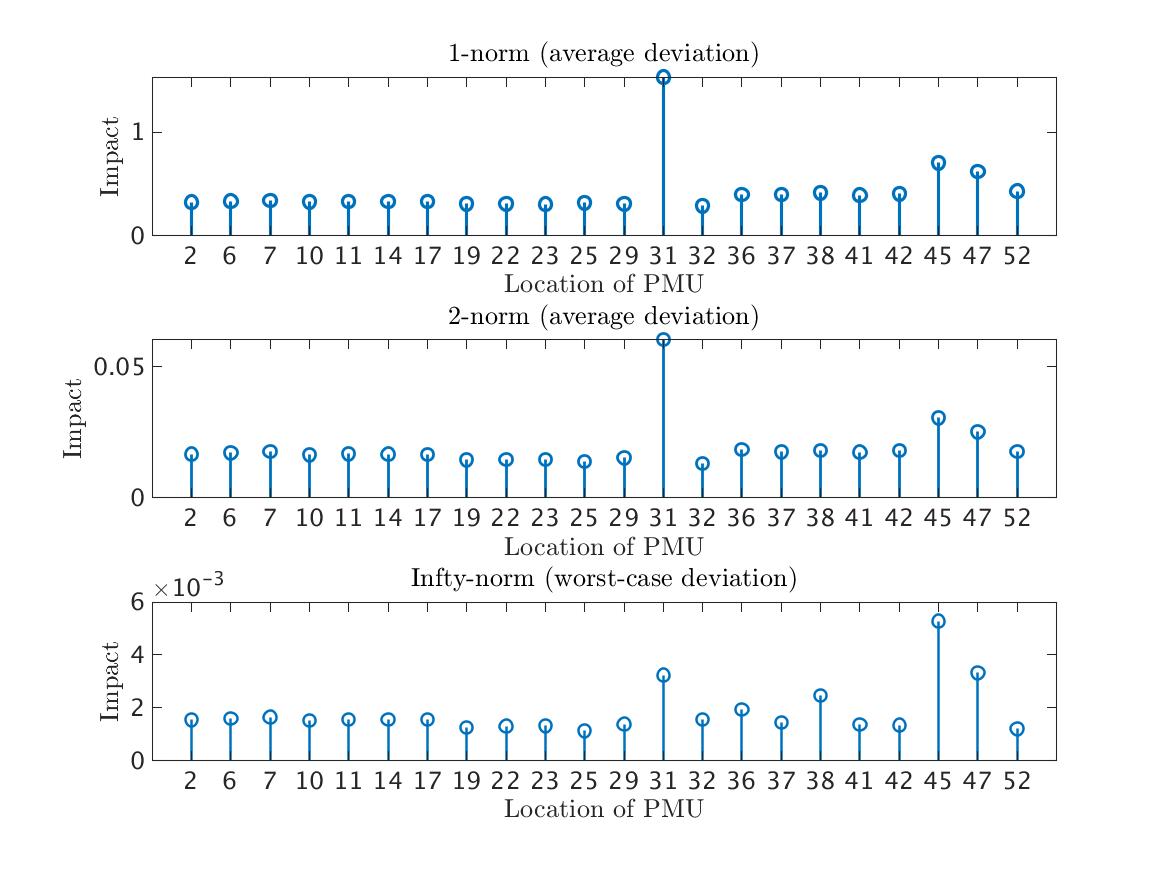 1-norm (average deviation)
Impact
1
0
2 6 7 10 11 14 17 19 22 23 25 29 31 32 36 37 38 41 42 45 47 52
Location of PMU
2-norm (average deviation)
Impact
0.05
0
2 6 7 10 11 14 17 19 22 23 25 29 31 32 36 37 38 41 42 45 47 52
Location of PMU
Infty-norm (worst-case deviation)
×10⁻³
Impact
6
4
2
0
2 6 7 10 11 14 17 19 22 23 25 29 31 32 36 37 38 41 42 45 47 52
Location of PMU